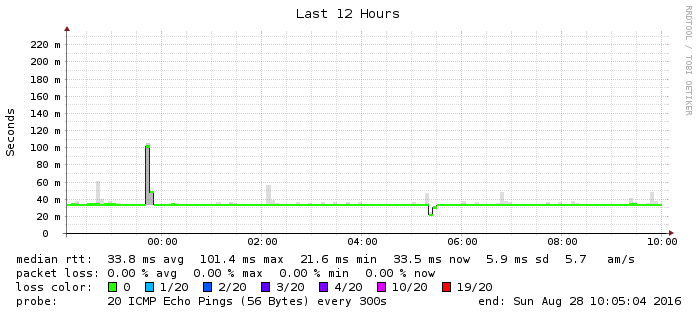 Last 12 Hours
RRDTOOL / TOBI OETIKER
Seconds
220 m
200 m
180 m
160 m
140 m
120 m
100 m
80 m
60 m
40 m
20 m
0
00:00 02:00 04:00 06:00 08:00 10:00
median rtt: 33.8 ms avg 101.4 ms max 21.6 ms min 33.5 ms now 5.9 ms sd 5.7 am/s
packet loss: 0.00 % avg 0.00 % max 0.00 % min 0.00 % now
loss color: 0 1/20 2/20 3/20 4/20 10/20 19/20
probe: 20 ICMP Echo Pings (56 Bytes) every 300s end: Sun Aug 28 10:05:04 2016